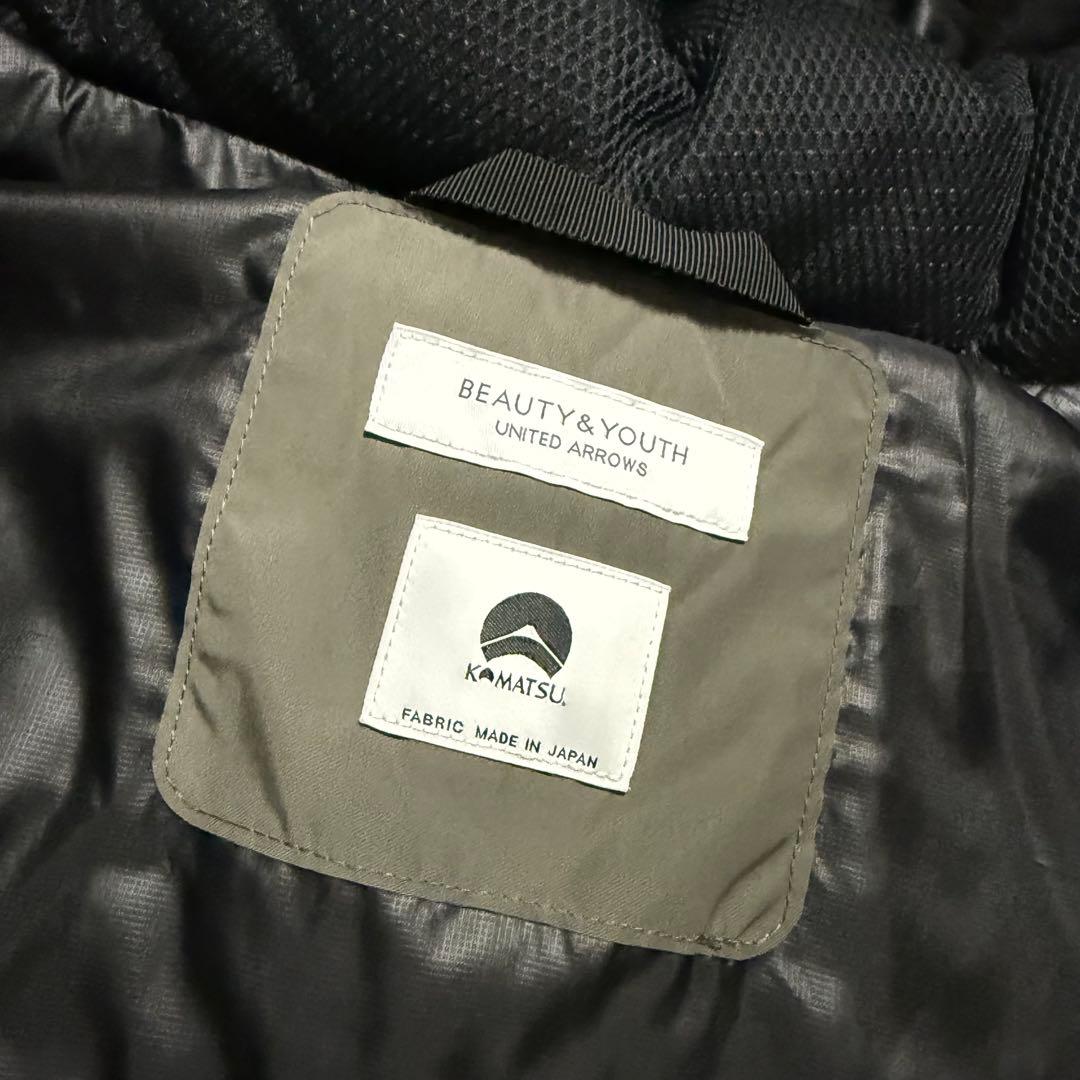 BEAUTY&YOUTH
UNITED ARROWS
KOMATSU
FABRIC MADE IN JAPAN